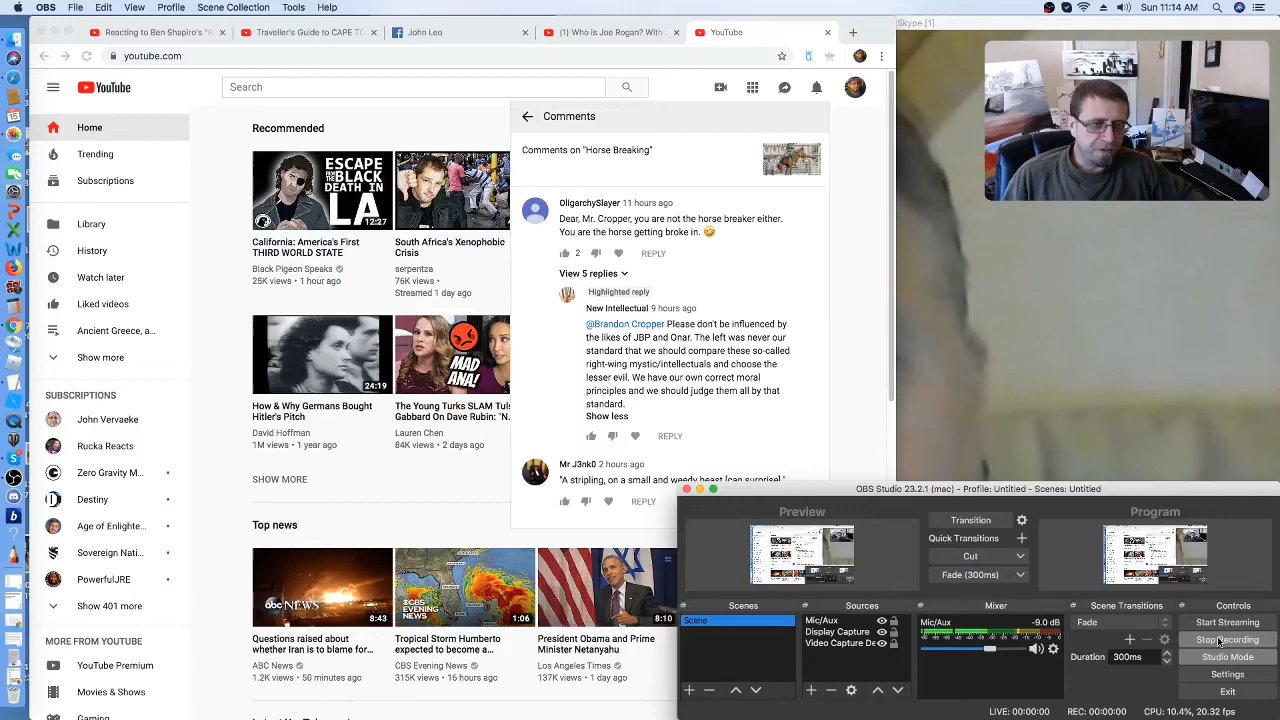 OBS File Edit View Profile Scene Collection Tools Help Sun 11:14 AM
Reacting to Ben Shapiro's Traveller's Guide to CAPE TO John Leo (1) Who is Joe Rogan? With YouTube
Skype [1]
youtube.com
YouTube
Search
Home
Trending
Subscriptions
Library
History
Watch later
Liked videos
Ancient Greece, a...
Show more
SUBSCRIPTIONS
John Vervaeke
Rucka Reacts
Zero Gravity M...
Destiny
Age of Enlighte...
Sovereign Nati...
PowerfulJRE
Show 401 more
MORE FROM YOUTUBE
YouTube Premium
Movies & Shows
Gaming
Recommended
ESCAPE
FROM THE
BLACK
DEATH IN
LA
12:27
California: America's First
THIRD WORLD STATE
Black Pigeon Speaks
25K views • 1 hour ago
South Africa's Xenophobic
Crisis
serpentza
76K views •
Streamed 1 day ago
24:19
How & Why Germans Bought
Hitler's Pitch
David Hoffman
1M views • 1 year ago
MAD
ANA!
The Young Turks SLAM Tuls
Gabbard On Dave Rubin: "N
Lauren Chen
84K views • 2 days ago
SHOW MORE
Top news
abc NEWS
8:43
Questions raised about
whether Iran is to blame
ABC News
1.2K views • 50 minutes ago
CBS EVENING
NEWS
1:06
Tropical Storm Humberto
expected to become a...
CBS Evening News
315K views • 16 hours ago
8:10
President Obama and Prime
Minister Netanyahu
Los Angeles Times
137K views • 1 day ago
Comments
Comments on "Horse Breaking"
OligarchySlayer 11 hours ago
Dear, Mr. Cropper, you are not the horse breaker either.
You are the horse getting broke in. 🤣
2 REPLY
View 5 replies
Highlighted reply
New Intellectual 9 hours ago
@Brandon Cropper Please don't be influenced by
the likes of JBP and Onar. The left was never our
standard that we should compare these so-called
right-wing mystic/intellectuals and choose the
lesser evil. We have our own correct moral
principles and we should judge them all by that
standard.
Show less
REPLY
Mr J3nk0 2 hours ago
"A stripling, on a small and weedy beast [can surprise]."
REPLY
OBS Studio 23.2.1 (mac) - Profile: Untitled - Scenes: Untitled
Preview
Transition
Quick Transitions
Cut
Fade (300ms)
Program
Scenes
Scene
Sources
Mic/Aux
Display Capture
Video Capture De
Mixer
Mic/Aux -9.0 dB
Scene Transitions
Fade
Duration 300ms
Controls
Start Streaming
Stop Recording
Studio Mode
Settings
Exit
LIVE: 00:00:00 REC: 00:00:00 CPU: 10.4%, 20.32 fps